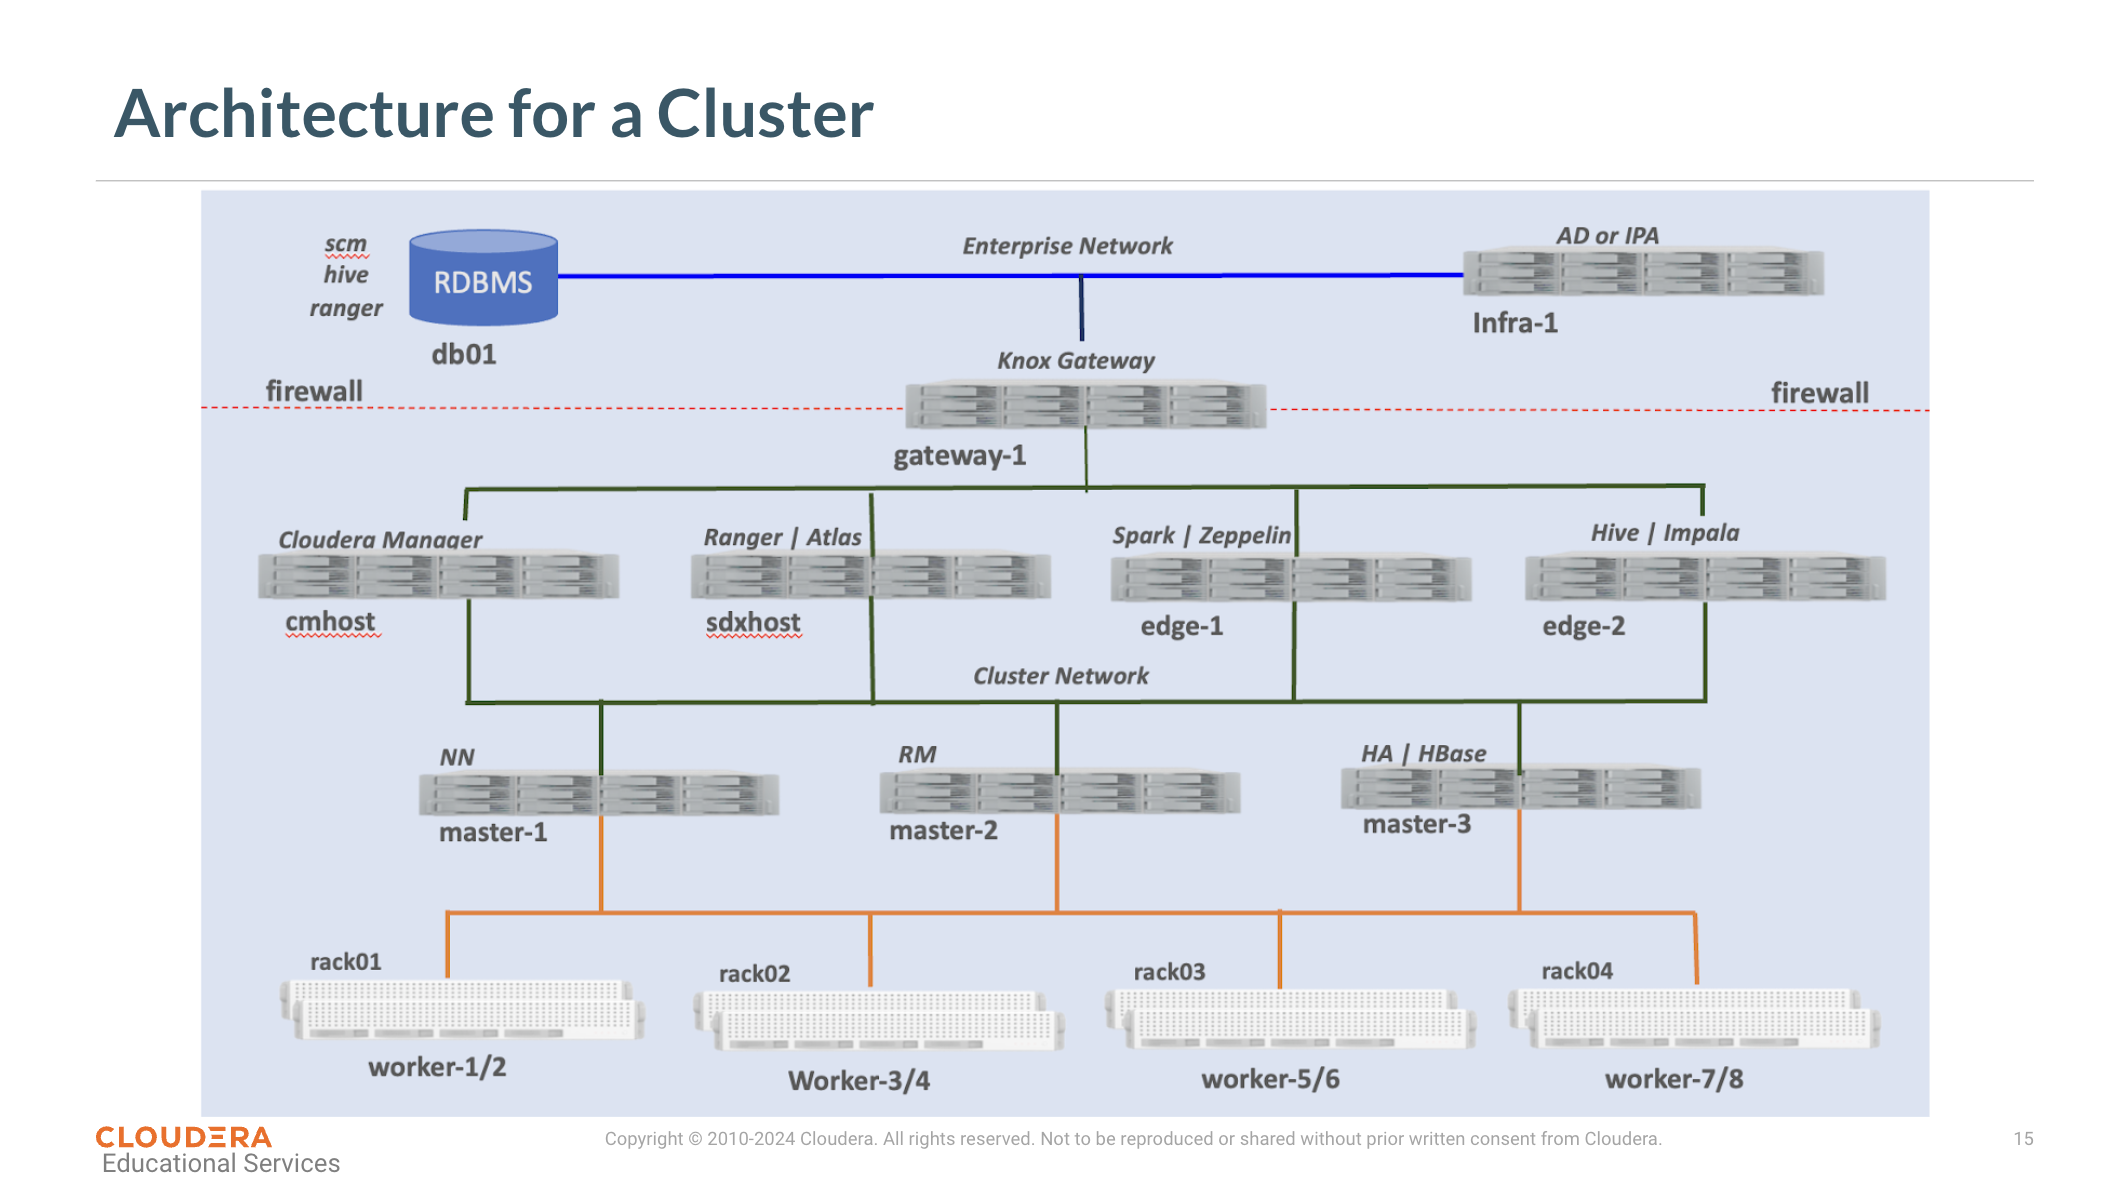 Architecture for a Cluster
scm
hive
ranger
RDBMS
db01
Enterprise Network
AD or IPA
Infra-1
Knox Gateway
firewall
firewall
gateway-1
Cloudera Manager
Ranger | Atlas
Spark | Zeppelin
Hive | Impala
cmhost
sdxhost
edge-1
edge-2
Cluster Network
NN
RM
HA | HBase
master-1
master-2
master-3
rack01
rack02
rack03
rack04
worker-1/2
Worker-3/4
worker-5/6
worker-7/8
CLOUDERA
Educational Services
Copyright © 2010-2024 Cloudera. All rights reserved. Not to be reproduced or shared without prior written consent from Cloudera.
15